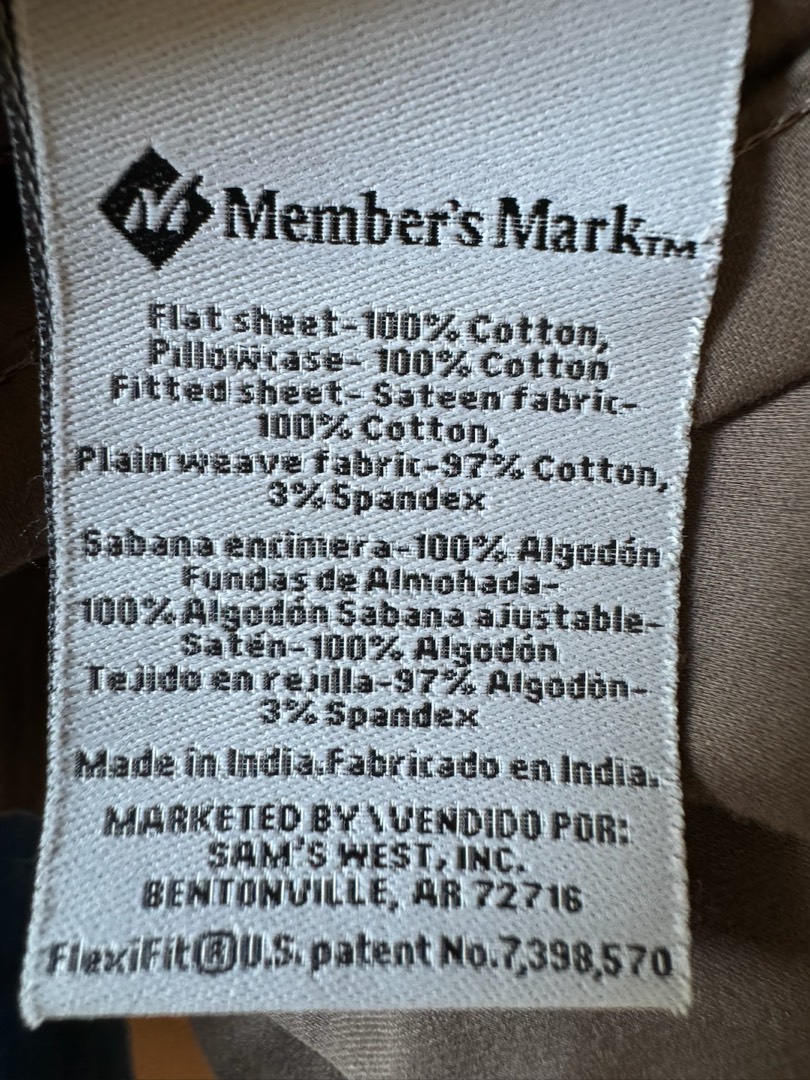 Member's Mark™
Flat sheet-100% Cotton,
Pillowcase- 100% Cotton
Fitted sheet- Sateen fabric-
100% Cotton,
Plain weave fabric-97% Cotton,
3% Spandex
Sabana encimera-100% Algodón
Fundas de Almohada-
100% Algodón Sabana ajustable-
Satén-100% Algodón
Tejido en rejilla-97% Algodòn-
3% Spandex
Made in India.Fabricado en India.
MARKETED BY \ VENDIDO POR:
SAM'S WEST, INC.
BENTONVILLE, AR 72716
FlexiFit® U.S. patent No.7,398,570